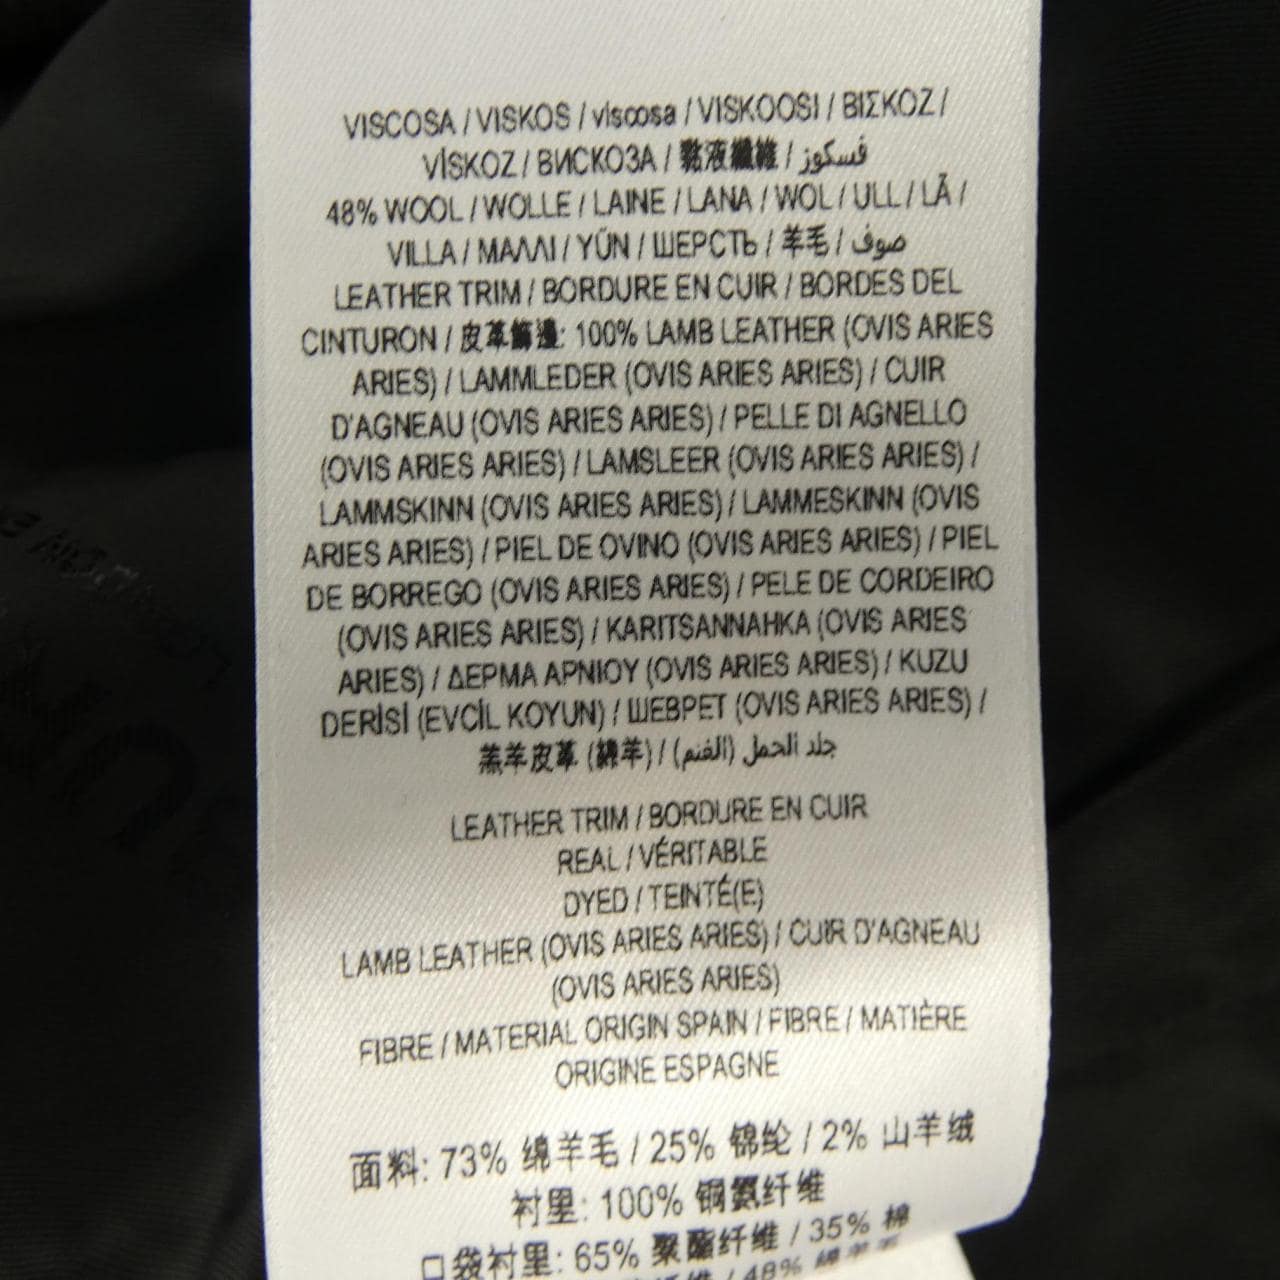 VISCOSA / VISKOS / viscosa / VISKOOSI / ΒΙΣΚΟΖ /
VİSKOZ / ВИСКОЗА / 黏液纖維 / فسكوز
48% WOOL / WOLLE / LAINE / LANA / WOL / ULL / LÃ /
VILLA / ΜΑΛΛΙ / YÜN / ШЕРСТЬ / 羊毛 / صوف
LEATHER TRIM / BORDURE EN CUIR / BORDES DEL
CINTURON / 皮革飾邊: 100% LAMB LEATHER (OVIS ARIES
ARIES) / LAMMLEDER (OVIS ARIES ARIES) / CUIR
D'AGNEAU (OVIS ARIES ARIES) / PELLE DI AGNELLO
(OVIS ARIES ARIES) / LAMSLEER (OVIS ARIES ARIES) /
LAMMSKINN (OVIS ARIES ARIES) / LAMMESKINN (OVIS
ARIES ARIES) / PIEL DE OVINO (OVIS ARIES ARIES) / PIEL
DE BORREGO (OVIS ARIES ARIES) / PELE DE CORDEIRO
(OVIS ARIES ARIES) / KARITSANNAHKA (OVIS ARIES
ARIES) / ΔΕΡΜΑ ΑΡΝΙΟΥ (OVIS ARIES ARIES) / KUZU
DERİSİ (EVCİL KOYUN) / ШЕВРЕТ (OVIS ARIES ARIES) /
羔羊皮革 (綿羊) / جلد الحمل (الغنم)
LEATHER TRIM / BORDURE EN CUIR
REAL / VÉRITABLE
DYED / TEINTÉ(E)
LAMB LEATHER (OVIS ARIES ARIES) / CUIR D'AGNEAU
(OVIS ARIES ARIES)
FIBRE / MATERIAL ORIGIN SPAIN / FIBRE / MATIÈRE
ORIGINE ESPAGNE
面料: 73% 绵羊毛 / 25% 锦纶 / 2% 山羊绒
衬里: 100% 铜氨纤维
口袋衬里: 65% 聚酯纤维 / 35% 棉
纤维 / 48% 绵羊毛